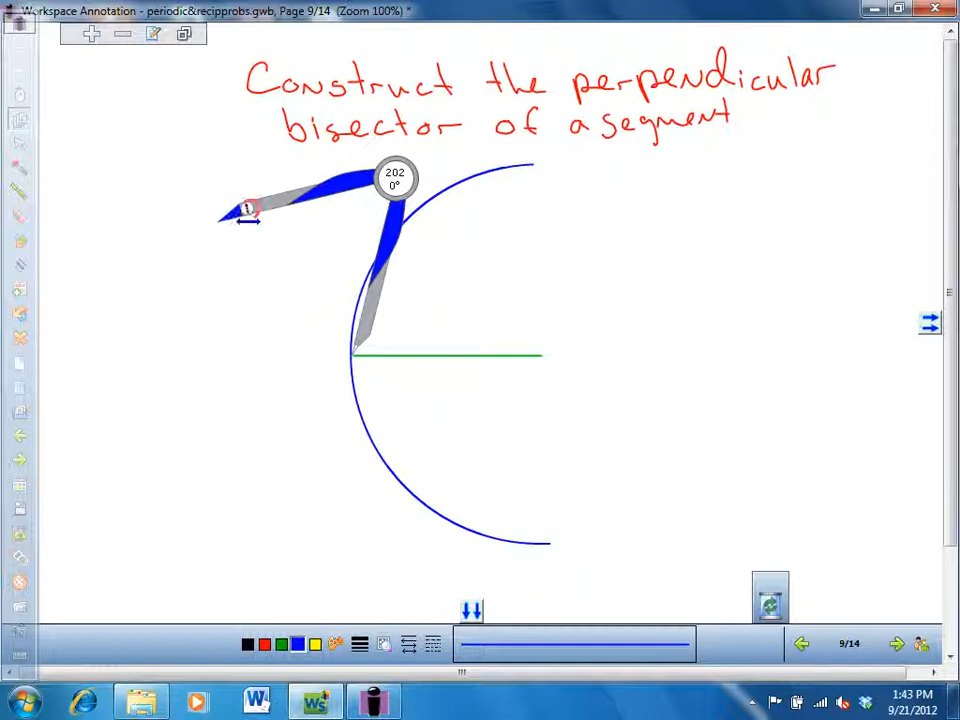 Workspace Annotation - periodic&recipprobs.gwb, Page 9/14 (Zoom 100%) *
Construct the perpendicular
bisector of a segment
202
0°
9/14
1:43 PM
9/21/2012